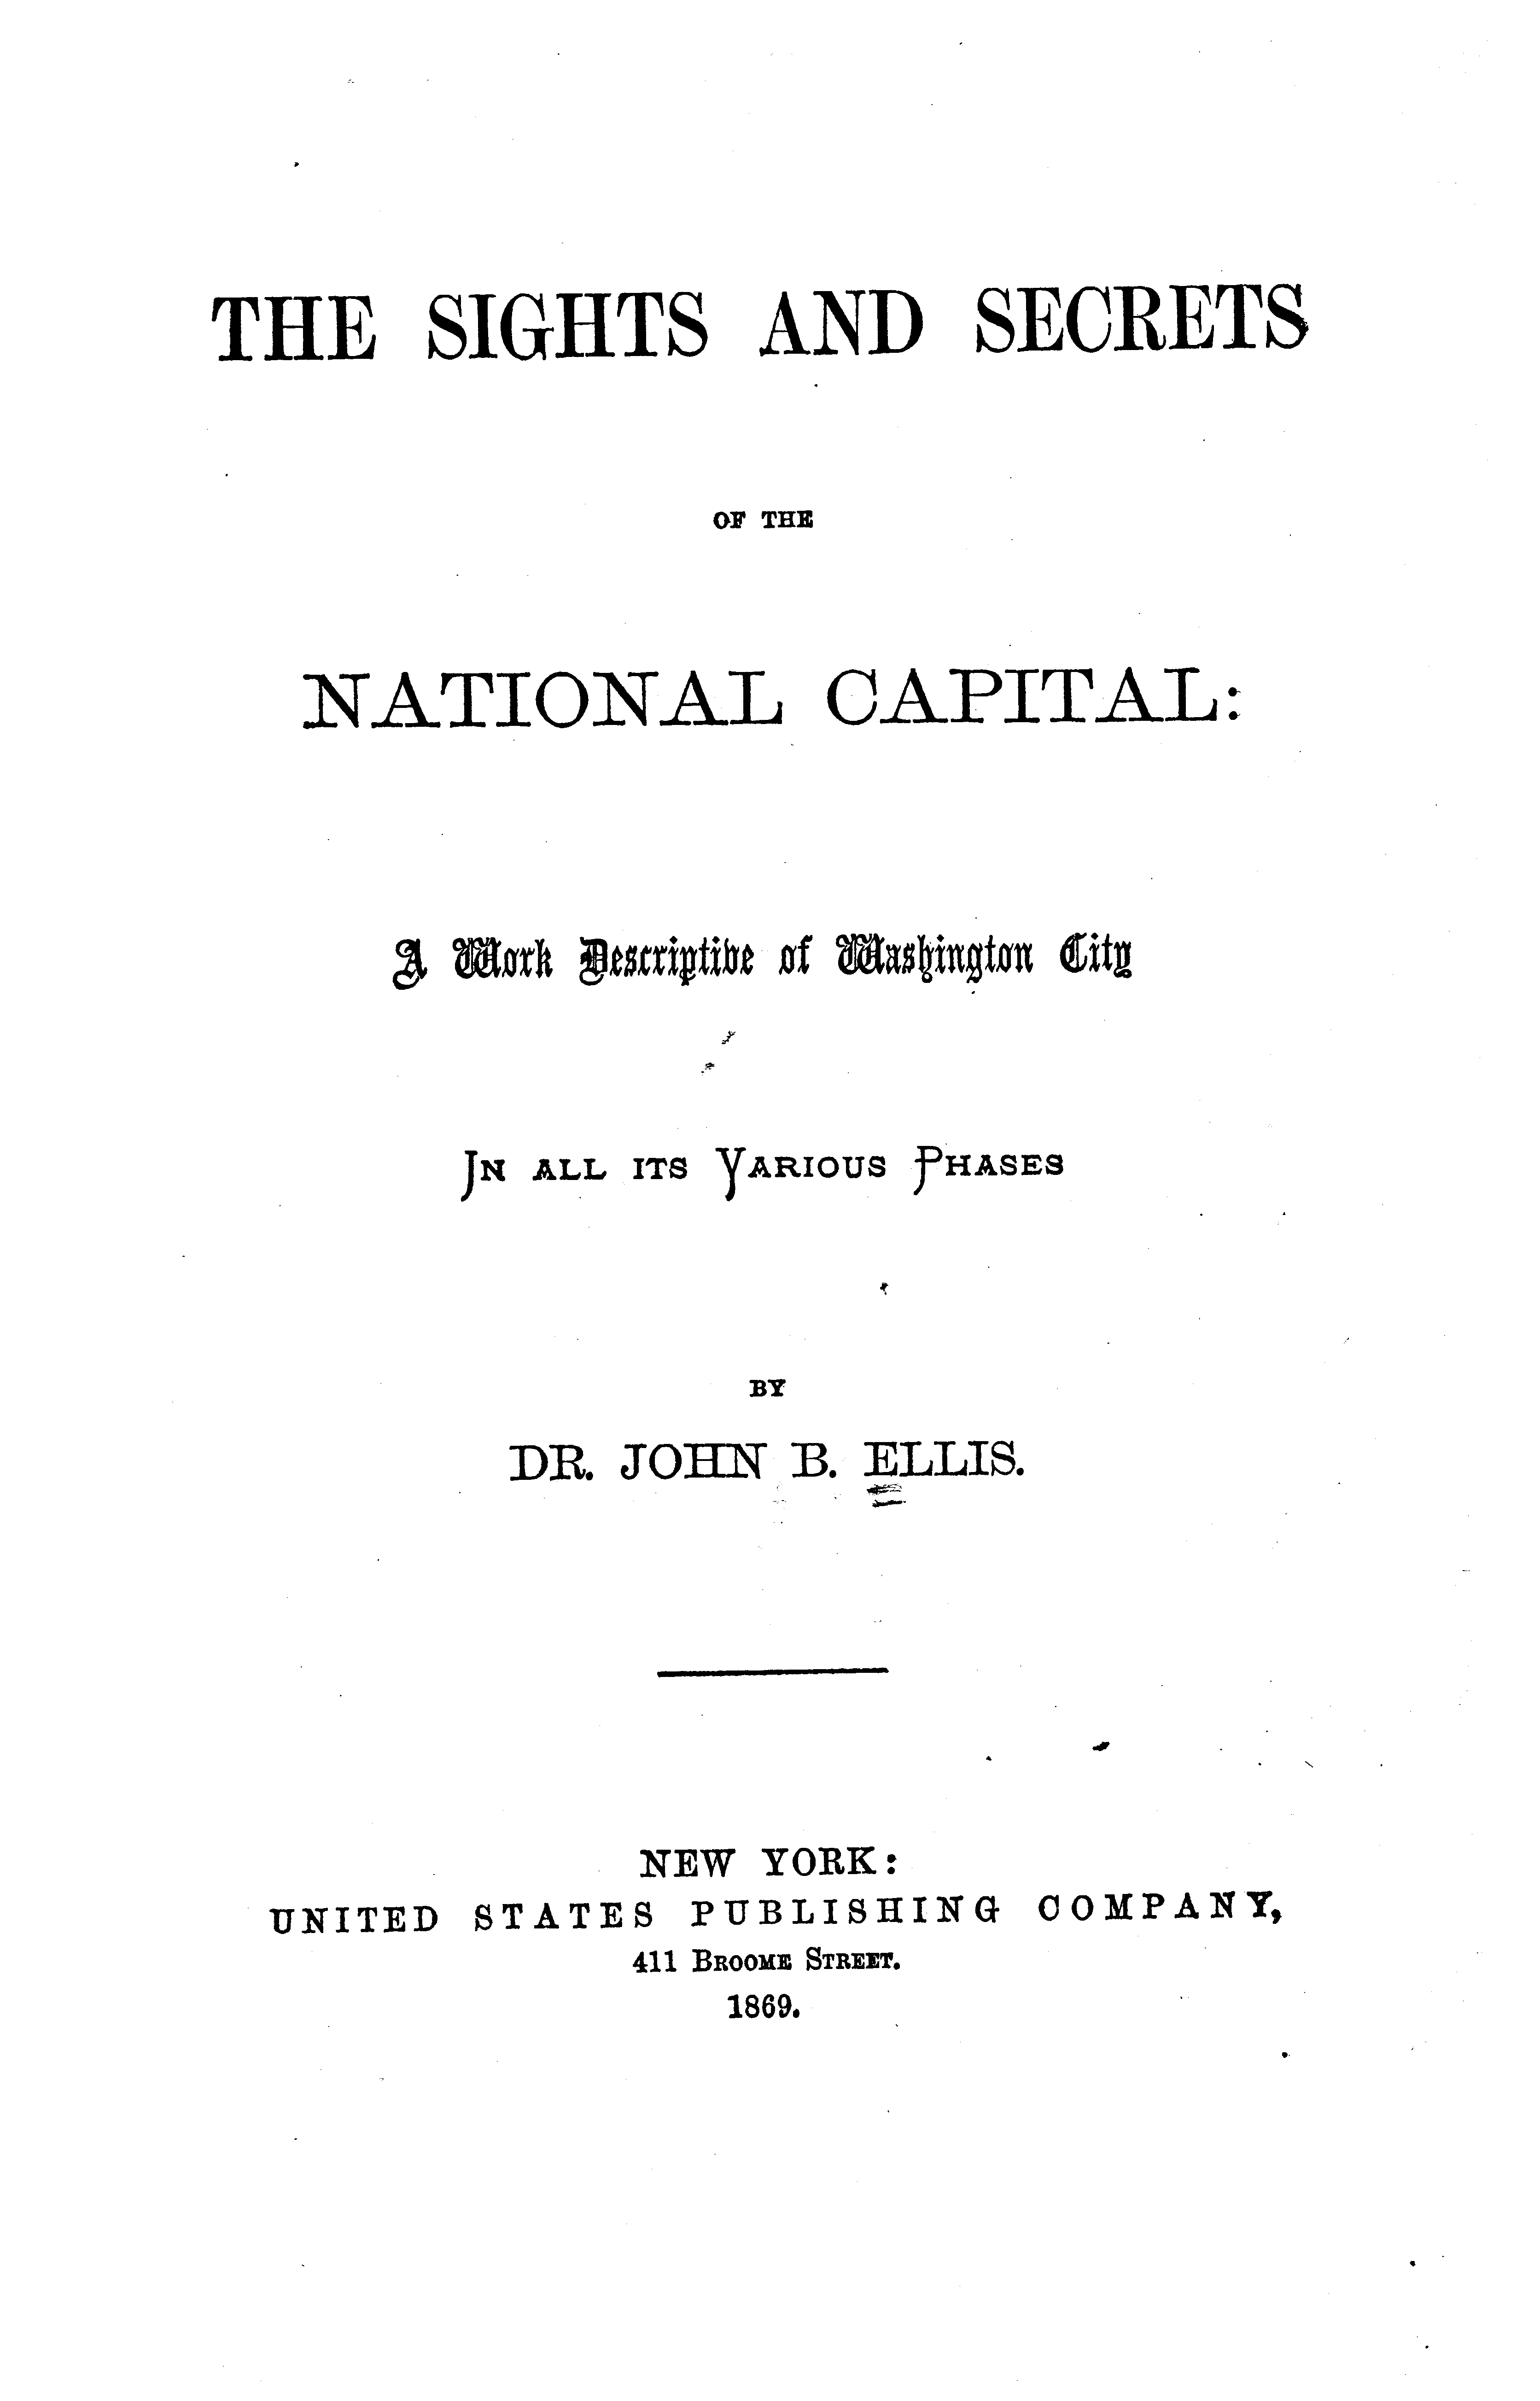 THE SIGHTS AND SECRETS
OF THE
NATIONAL CAPITAL:
A Work Descriptive of Washington City
IN ALL ITS VARIOUS PHASES
BY
DR. JOHN B. ELLIS.
NEW YORK:
UNITED STATES PUBLISHING COMPANY,
411 BROOME STREET.
1869.